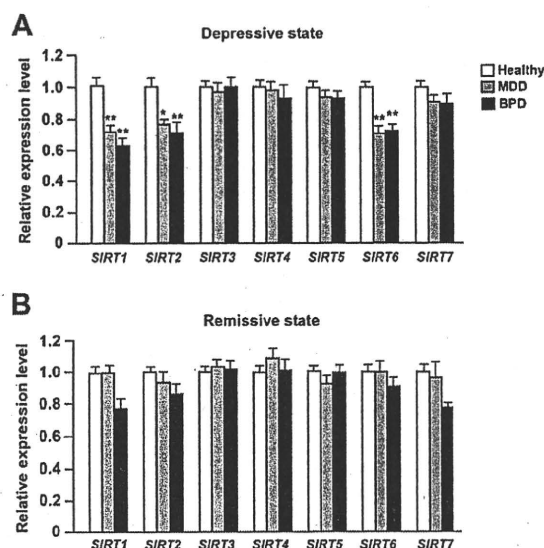 A
Depressive state
Relative expression level
1.2
1.0
0.8
0.6
0.4
0.2
0
** ** * ** ** **
SIRT1 SIRT2 SIRT3 SIRT4 SIRT5 SIRT6 SIRT7
Healthy
MDD
BPD
B
Remissive state
Relative expression level
1.2
1.0
0.8
0.6
0.4
0.2
0
SIRT1 SIRT2 SIRT3 SIRT4 SIRT5 SIRT6 SIRT7